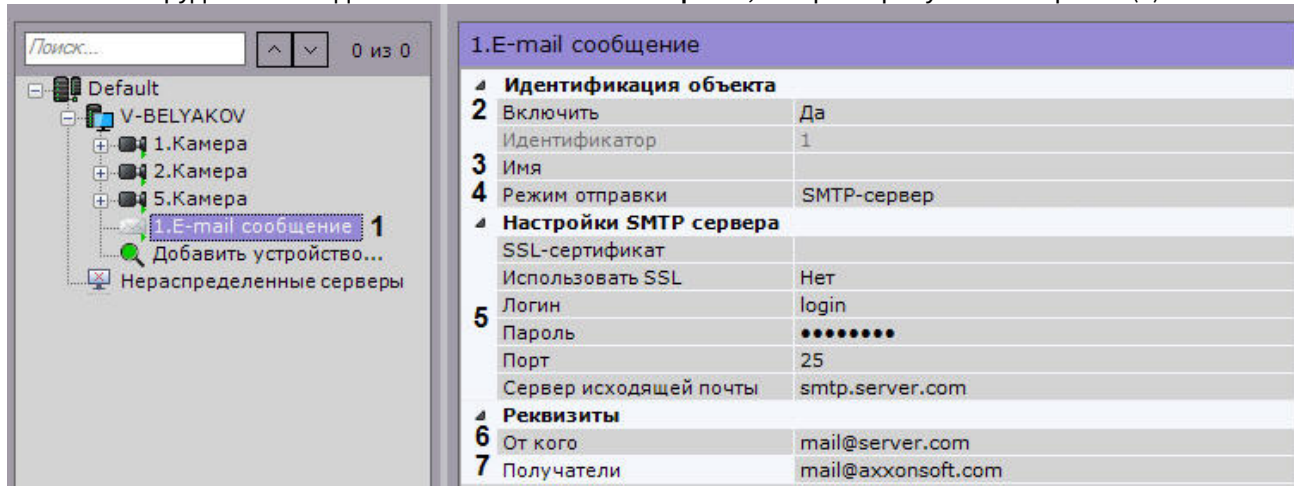 Поиск...
0 из 0
Default
V-BELYAKOV
1.Камера
2.Камера
5.Камера
1.E-mail сообщение 1
Добавить устройство...
Нераспределенные серверы
1.E-mail сообщение
Идентификация объекта
2 Включить Да
Идентификатор 1
3 Имя
4 Режим отправки SMTP-сервер
Настройки SMTP сервера
SSL-сертификат
Использовать SSL Нет
5 Логин login
Пароль ••••••••
Порт 25
Сервер исходящей почты smtp.server.com
Реквизиты
6 От кого mail@server.com
7 Получатели mail@axxonsoft.com